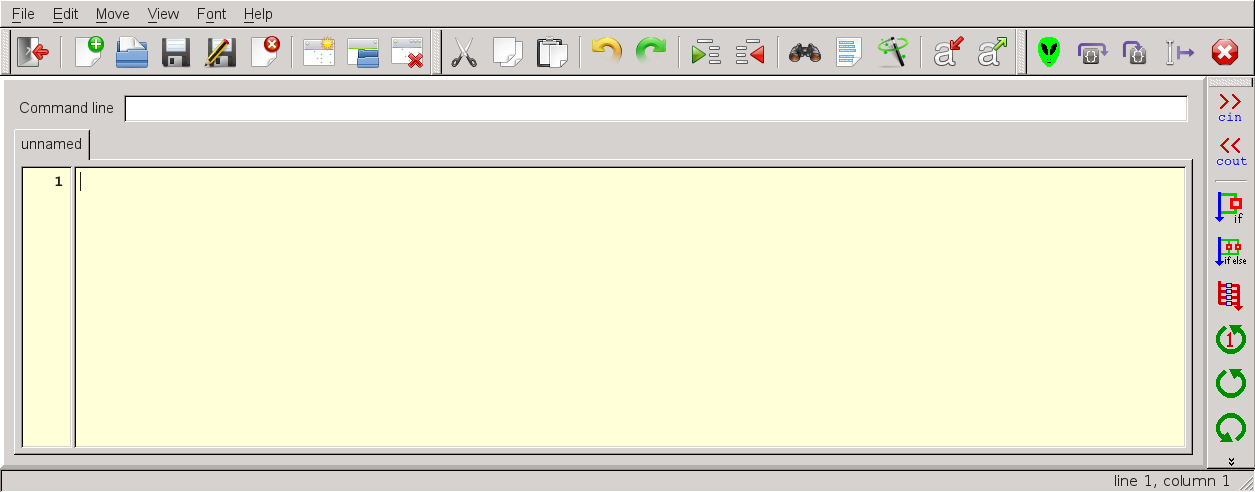 File Edit Move View Font Help
a a
Command line
unnamed
1
>> cin
<< cout
if
if else
1
line 1, column 1